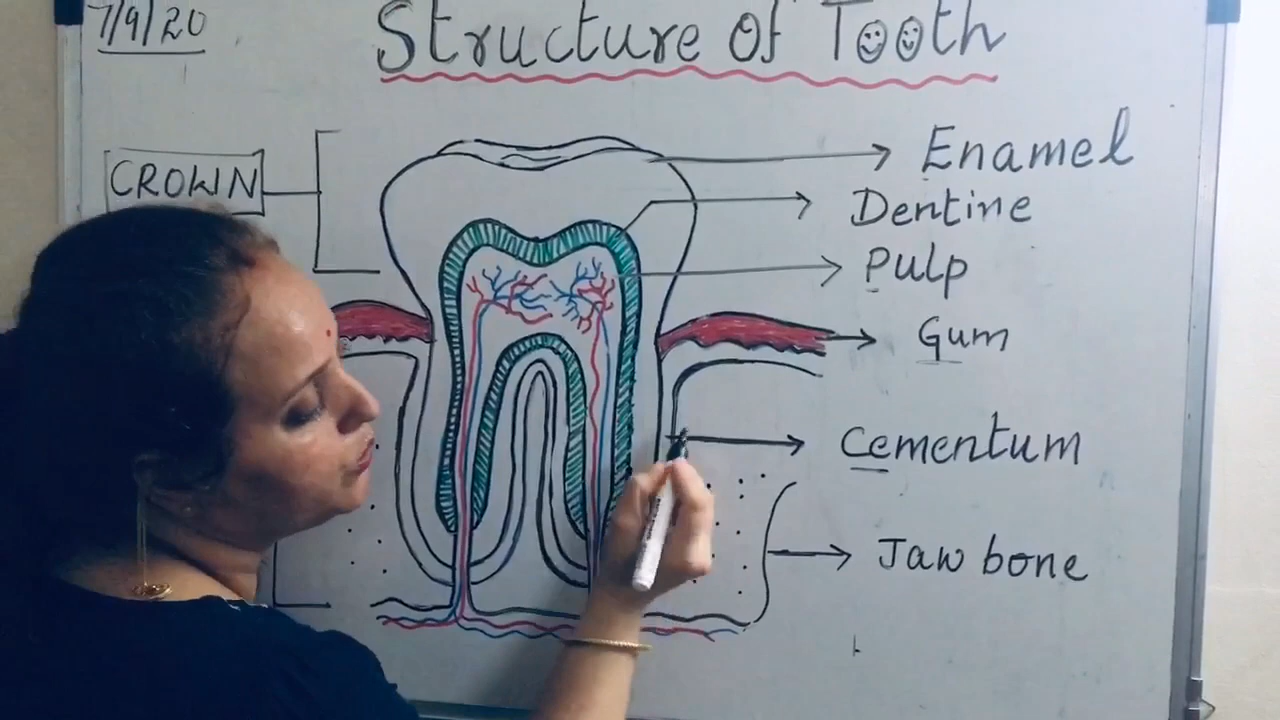 7/9/20
Structure of Tooth
CROWN
Enamel
Dentine
Pulp
Gum
Cementum
Jaw bone